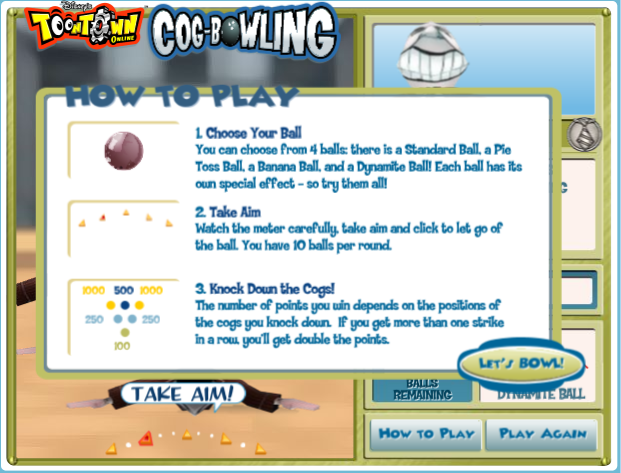 Disney's
TOONTOWN
ONLINE
COG-BOWLING
HOW TO PLAY
1. Choose Your Ball
You can choose from 4 balls: there is a Standard Ball, a Pie
Toss Ball, a Banana Ball, and a Dynamite Ball! Each ball has its
own special effect - so try them all!
2. Take Aim
Watch the meter carefully, take aim and click to let go of
the ball. You have 10 balls per round.
3. Knock Down the Cogs!
1000 500 1000
The number of points you win depends on the positions of
250 250
the cogs you knock down. If you get more than one strike
in a row, you'll get double the points.
100
LET'S BOWL!
TAKE AIM!
BALLS
REMAINING
DYNAMITE BALL
HOW TO PLAY
PLAY AGAIN